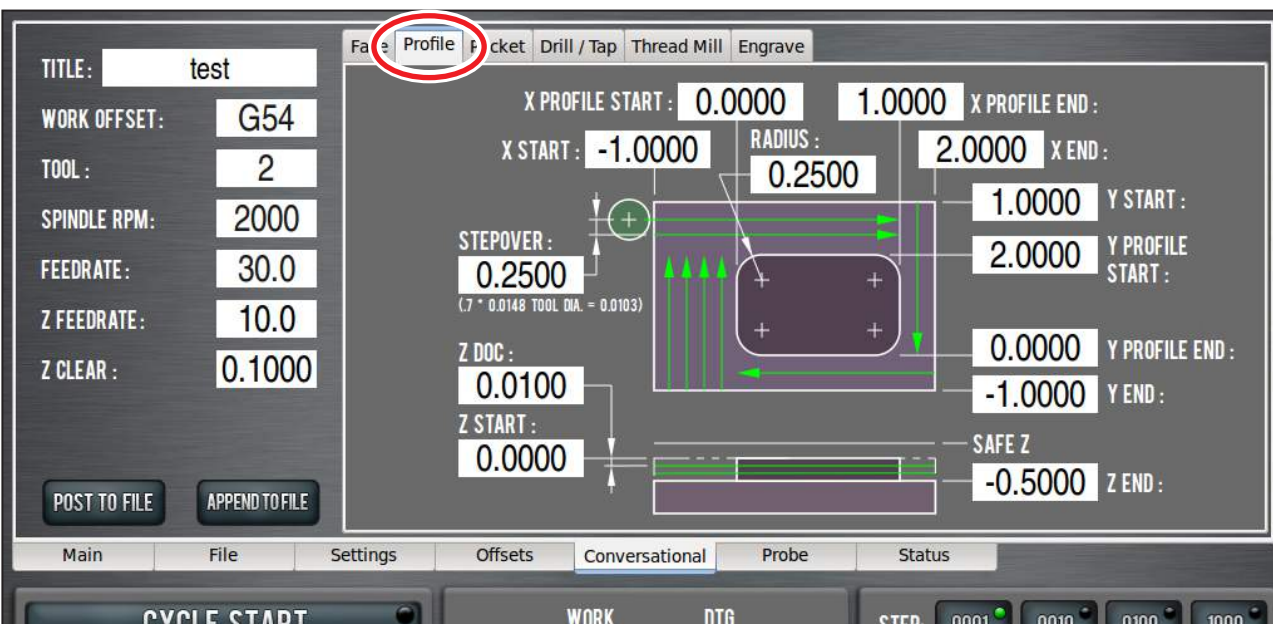 Face Profile Pocket Drill / Tap Thread Mill Engrave
TITLE: test
WORK OFFSET: G54
TOOL : 2
SPINDLE RPM: 2000
FEEDRATE: 30.0
Z FEEDRATE: 10.0
Z CLEAR : 0.1000
POST TO FILE
APPEND TO FILE
X PROFILE START : 0.0000
1.0000 X PROFILE END :
X START : -1.0000
RADIUS :
0.2500
2.0000 X END :
1.0000 Y START :
2.0000 Y PROFILE
START :
STEPOVER :
0.2500
(.7 * 0.0148 TOOL DIA. = 0.0103)
Z DOC :
0.0100
Z START :
0.0000
0.0000 Y PROFILE END :
-1.0000 Y END :
SAFE Z
-0.5000 Z END :
Main File Settings Offsets Conversational Probe Status
CYCLE START
WORK DTG
STEP: 0001 0010 0100 1000